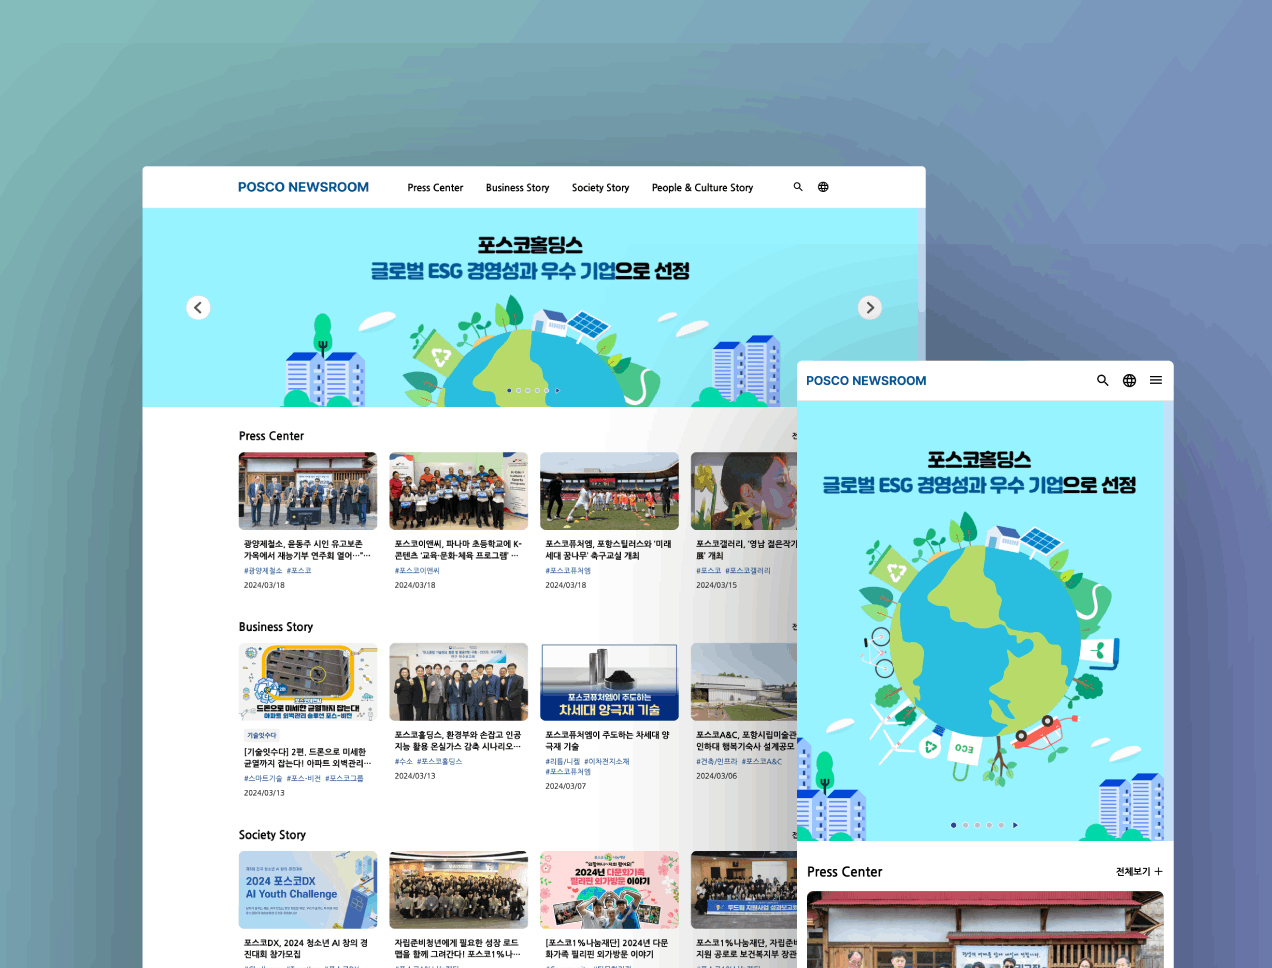 POSCO NEWSROOM
Press Center
Business Story
Society Story
People & Culture Story
포스코홀딩스
글로벌 ESG 경영성과 우수 기업으로 선정
Press Center
광양제철소, 윤동주 시인 유고보존
가옥에서 재능기부 연주회 열어…"…
#광양제철소 #포스코
2024/03/18
포스코이앤씨, 파나마 초등학교에 K-
콘텐츠 '교육·문화·체육 프로그램' …
#포스코이앤씨
2024/03/18
포스코퓨처엠, 포항스틸러스와 '미래
세대 꿈나무' 축구교실 개최
#포스코퓨처엠
2024/03/18
포스코갤러리, '영남 젊은작가
展' 개최
#포스코 #포스코갤러리
2024/03/15
Business Story
드론으로 미세한 균열까지 잡는다!
아파트 외벽관리 솔루션 포스-비전
기술잇수다
[기술잇수다] 2편. 드론으로 미세한
균열까지 잡는다! 아파트 외벽관리…
#스마트기술 #포스-비전 #포스코그룹
2024/03/13
포스코홀딩스, 환경부와 손잡고 인공
지능 활용 온실가스 감축 시나리오…
#수소 #포스코홀딩스
2024/03/13
포스코퓨처엠이 주도하는
차세대 양극재 기술
포스코퓨처엠이 주도하는 차세대 양
극재 기술
#리튬/니켈 #이차전지소재
#포스코퓨처엠
2024/03/07
포스코A&C, 포항시립미술관
인하대 행복기숙사 설계공모
#건축/인프라 #포스코A&C
2024/03/06
Society Story
2024 포스코DX
AI Youth Challenge
포스코DX, 2024 청소년 AI 창의 경
진대회 참가모집
자립준비청년에게 필요한 성장 로드
맵을 함께 그려간다! 포스코1%나…
2024년 다문화가족
필리핀 외가방문 이야기
[포스코1%나눔재단] 2024년 다문
화가족 필리핀 외가방문 이야기
두드림 지원사업 성과보고회
포스코1%나눔재단, 자립준비
지원 공로로 보건복지부 장관
POSCO NEWSROOM
포스코홀딩스
글로벌 ESG 경영성과 우수 기업으로 선정
ECO
Press Center
전체보기